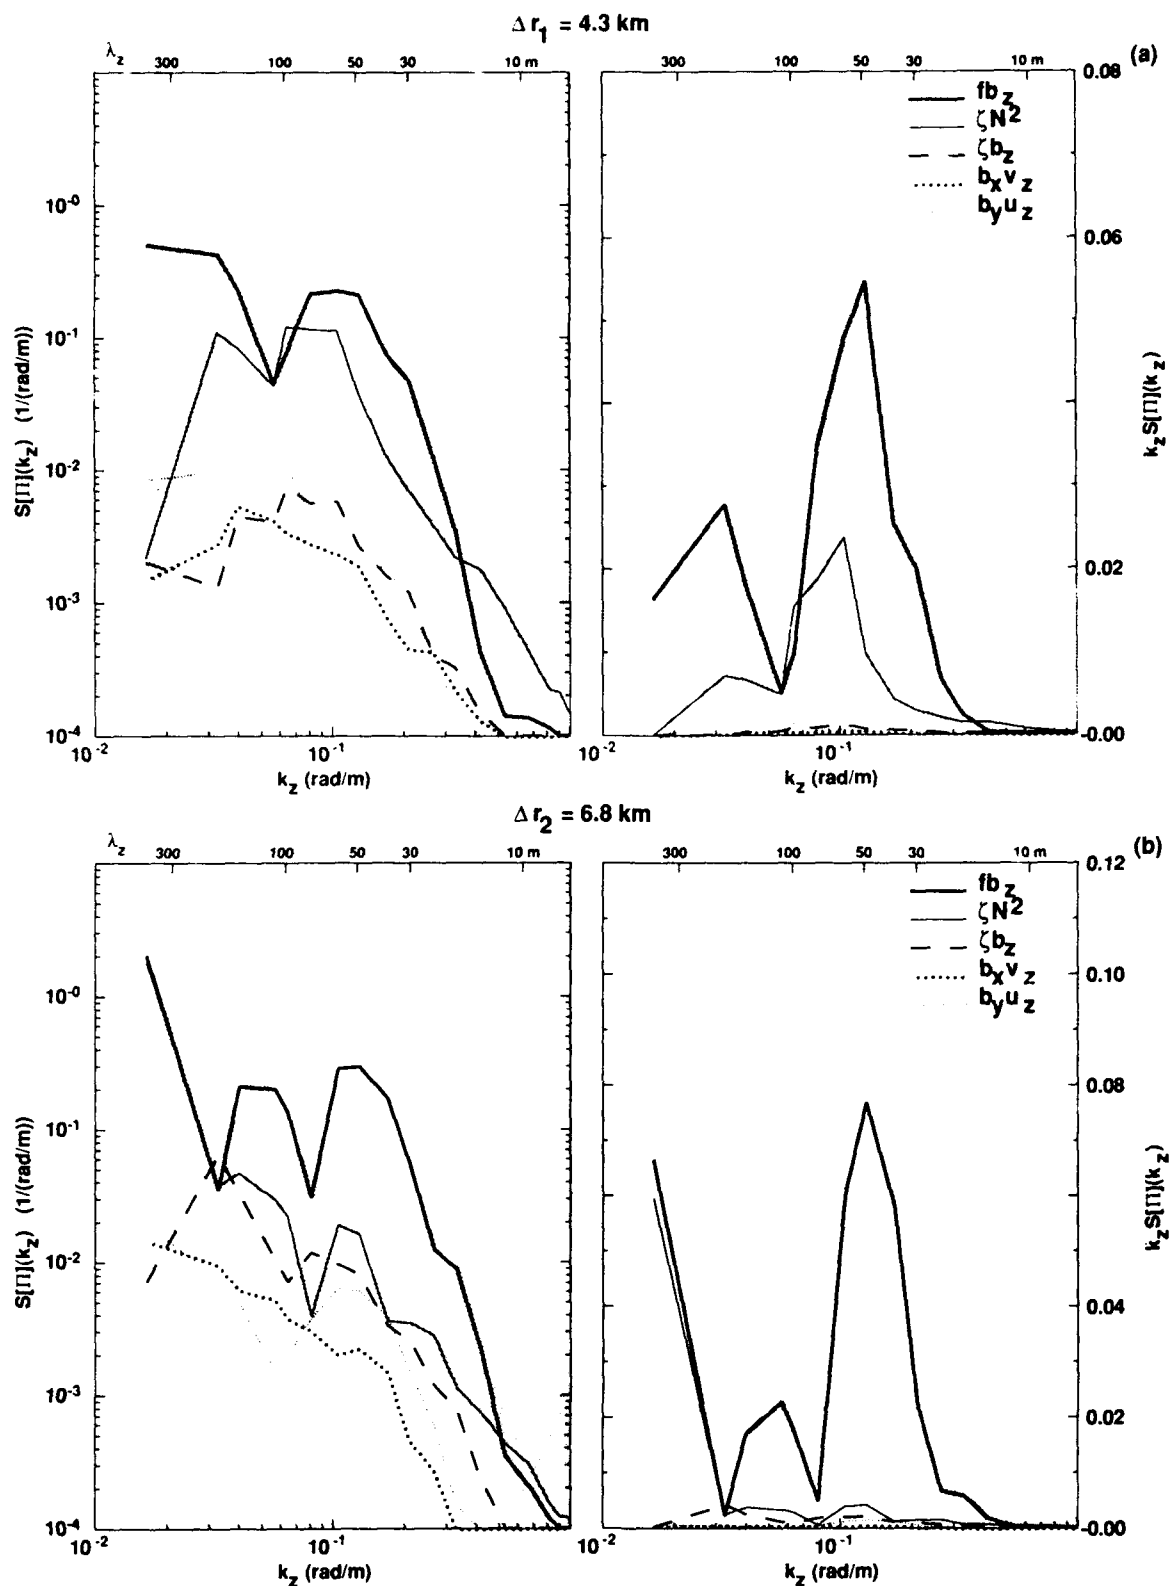 Δr₁ = 4.3 km
(a)
λz 300 100 50 30 10 m
300 100 50 30 10 m
fbz
ζN²
ζbz
bxvz
byuz
S[Π](kz) (1/(rad/m))
10⁻⁰
10⁻¹
10⁻²
10⁻³
10⁻⁴
10⁻² 10⁻¹
kz (rad/m)
0.08
0.06
0.02
0.00
kzS[Π](kz)
10⁻² 10⁻¹
kz (rad/m)
Δr₂ = 6.8 km
(b)
λz 300 100 50 30 10 m
300 100 50 30 10 m
fbz
ζN²
ζbz
bxvz
byuz
S[Π](kz) (1/(rad/m))
10⁻⁰
10⁻¹
10⁻²
10⁻³
10⁻⁴
10⁻² 10⁻¹
kz (rad/m)
0.12
0.10
0.08
0.06
0.04
0.02
0.00
kzS[Π](kz)
10⁻² 10⁻¹
kz (rad/m)